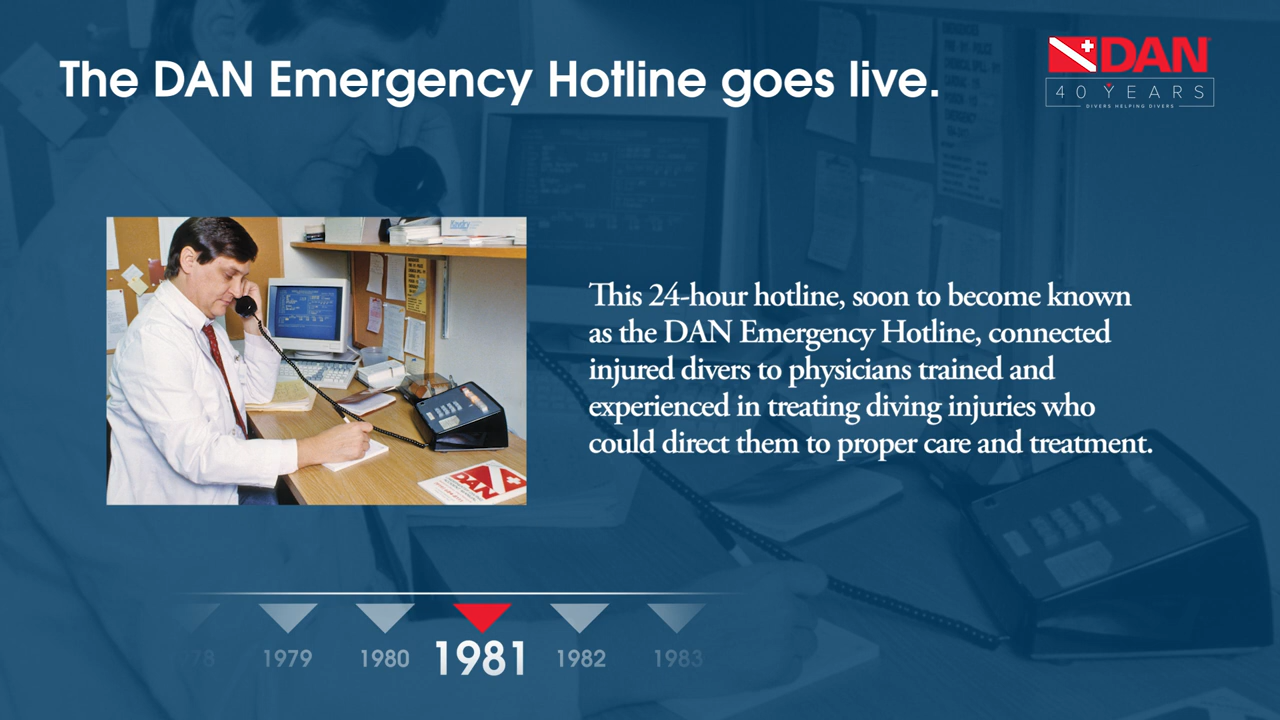 The DAN Emergency Hotline goes live.
DAN
40 YEARS
DIVERS HELPING DIVERS
This 24-hour hotline, soon to become known
as the DAN Emergency Hotline, connected
injured divers to physicians trained and
experienced in treating diving injuries who
could direct them to proper care and treatment.
DAN
78 1979 1980 1981 1982 1983